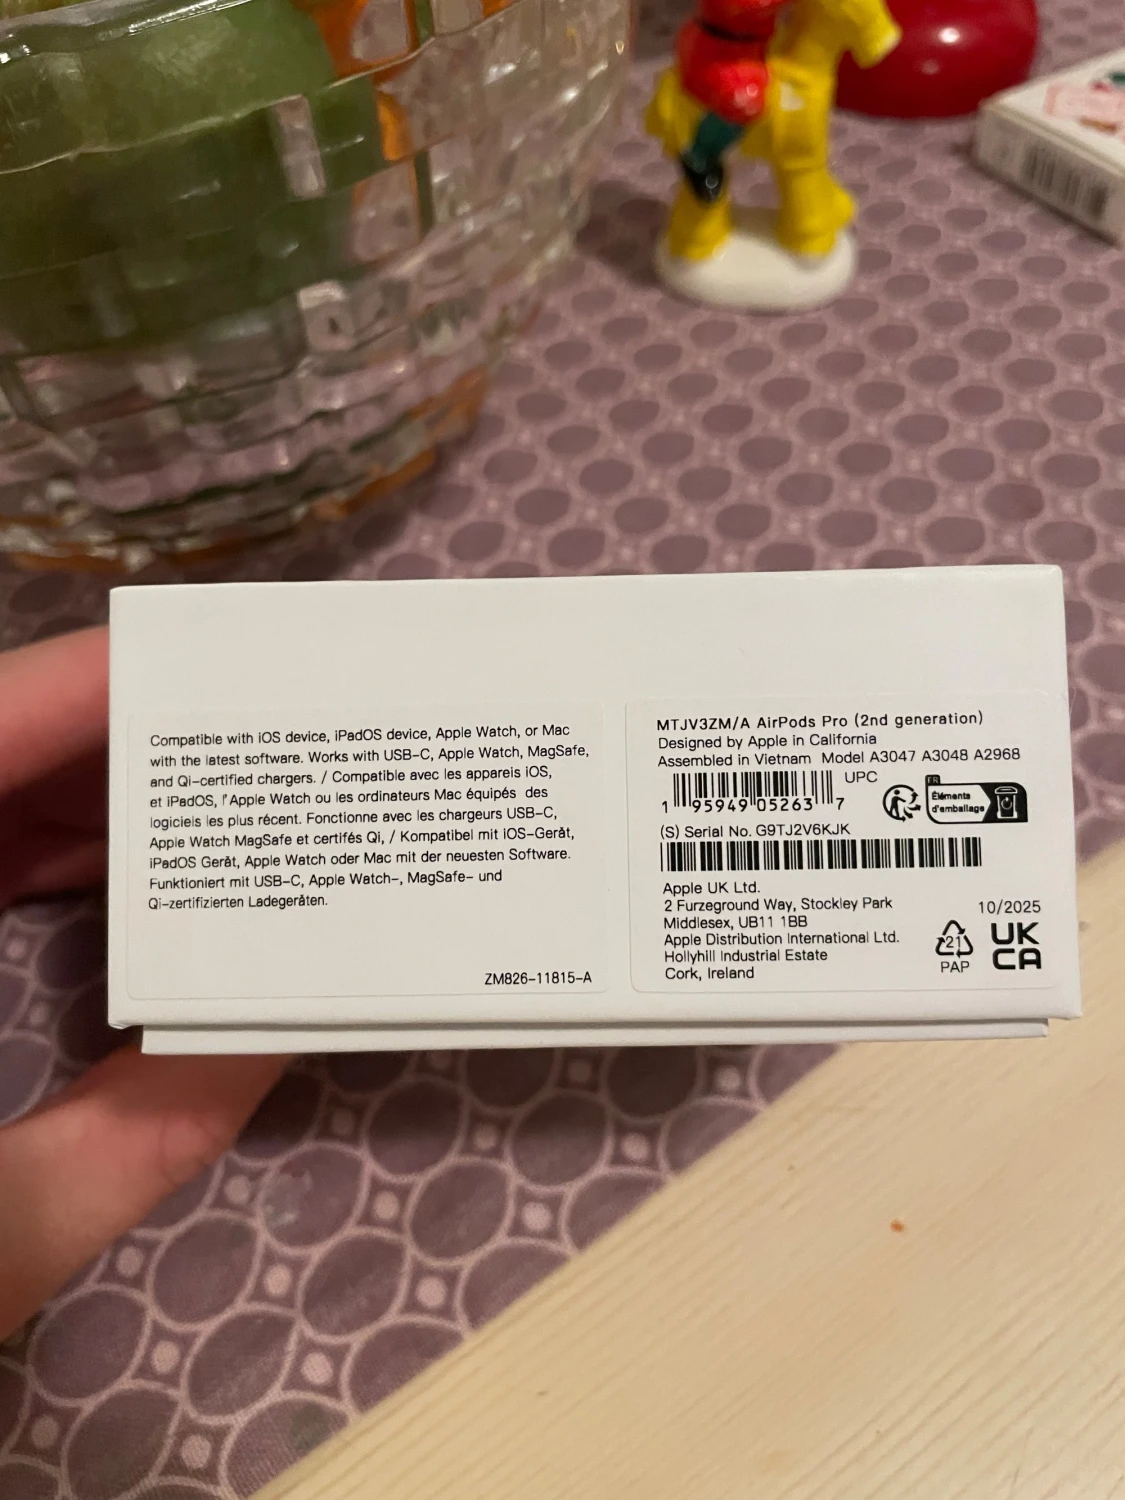 Compatible with iOS device, iPadOS device, Apple Watch, or Mac
with the latest software. Works with USB-C, Apple Watch, MagSafe,
and Qi-certified chargers. / Compatible avec les appareils iOS,
et iPadOS, l'Apple Watch ou les ordinateurs Mac équipés des
logiciels les plus récent. Fonctionne avec les chargeurs USB-C,
Apple Watch MagSafe et certifés Qi, / Kompatibel mit iOS-Gerät,
iPadOS Gerät, Apple Watch oder Mac mit der neuesten Software.
Funktioniert mit USB-C, Apple Watch-, MagSafe- und
Qi-zertifizierten Ladegeräten.
ZM826-11815-A
MTJV3ZM/A AirPods Pro (2nd generation)
Designed by Apple in California
Assembled in Vietnam Model A3047 A3048 A2968
UPC
1 95949 05263 7
FR
Éléments
d'emballage
(S) Serial No. G9TJ2V6KJK
Apple UK Ltd.
2 Furzeground Way, Stockley Park
Middlesex, UB11 1BB
Apple Distribution International Ltd.
Hollyhill Industrial Estate
Cork, Ireland
10/2025
21
PAP
UK
CA